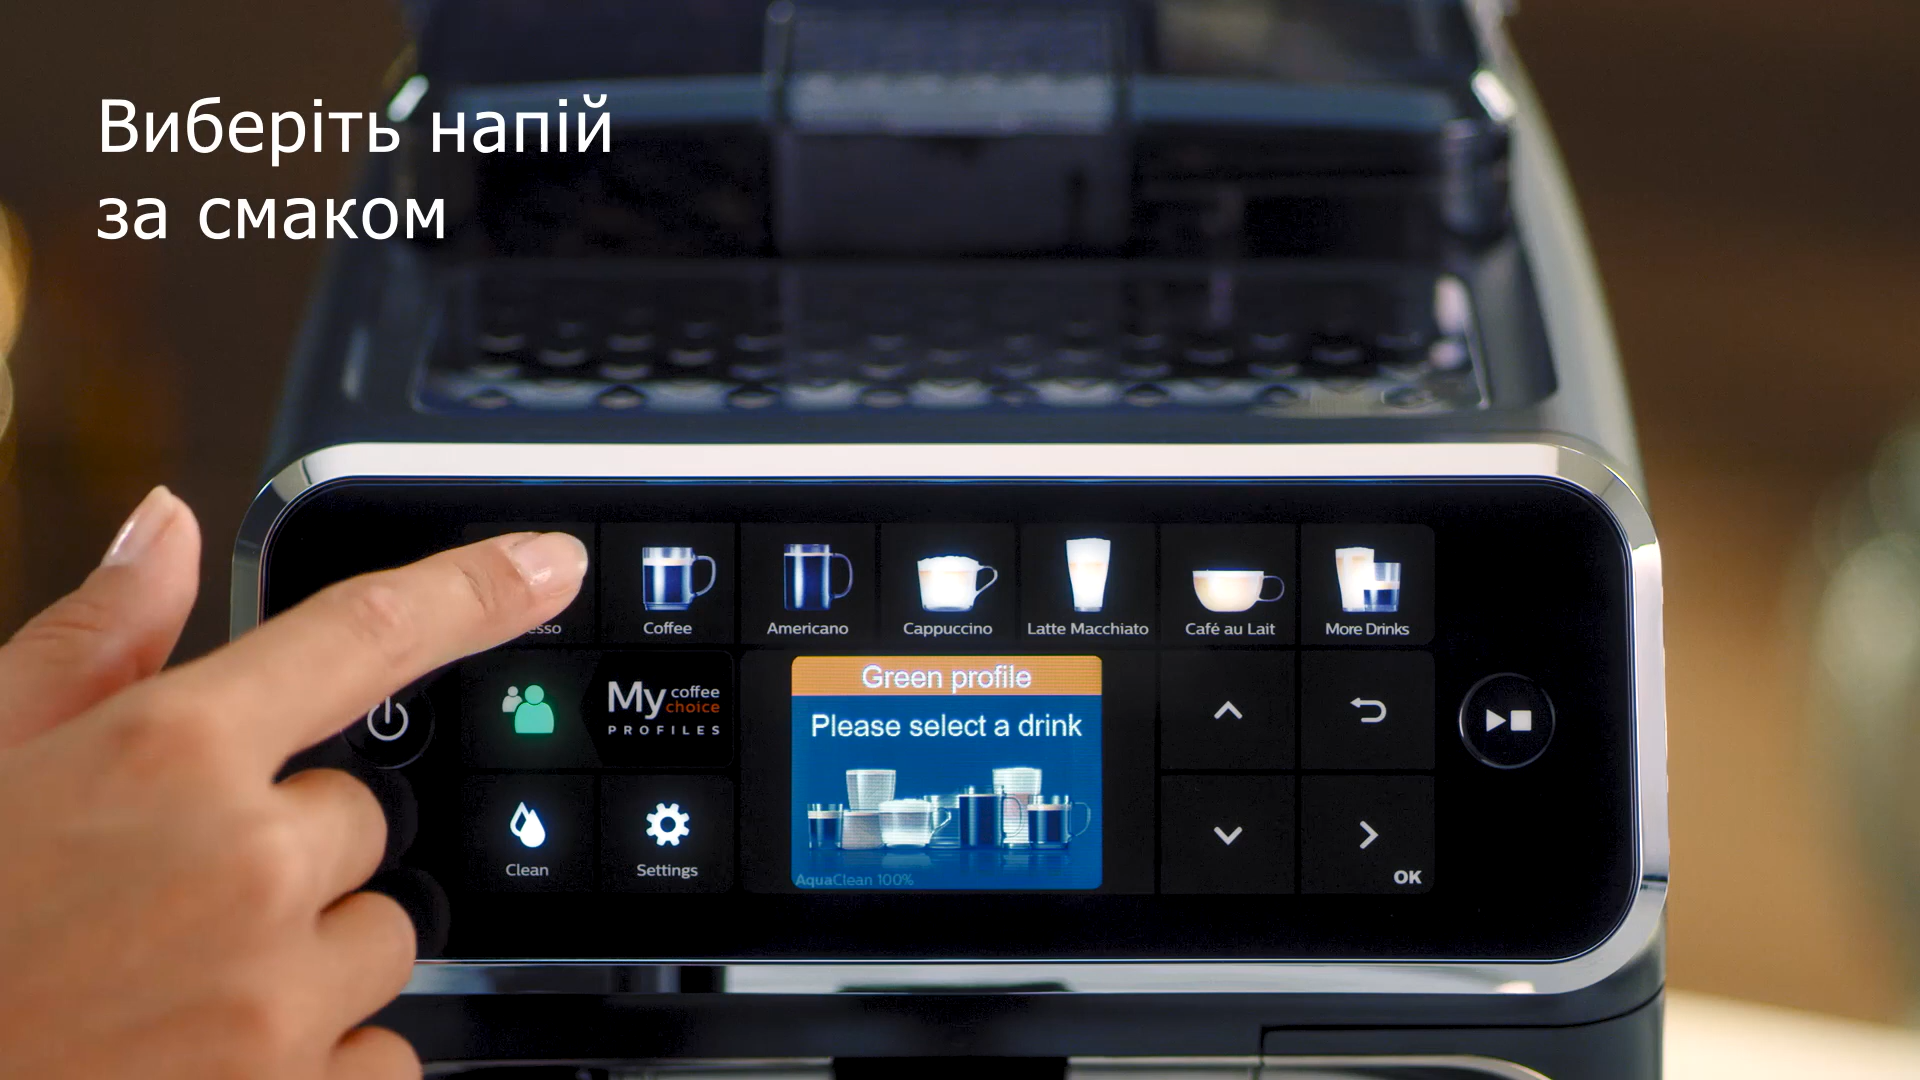 Виберіть напій
за смаком
Coffee
Americano
Cappuccino
Latte Macchiato
Café au Lait
More Drinks
My coffee choice
PROFILES
Green profile
Please select a drink
AquaClean 100%
Clean
Settings
OK